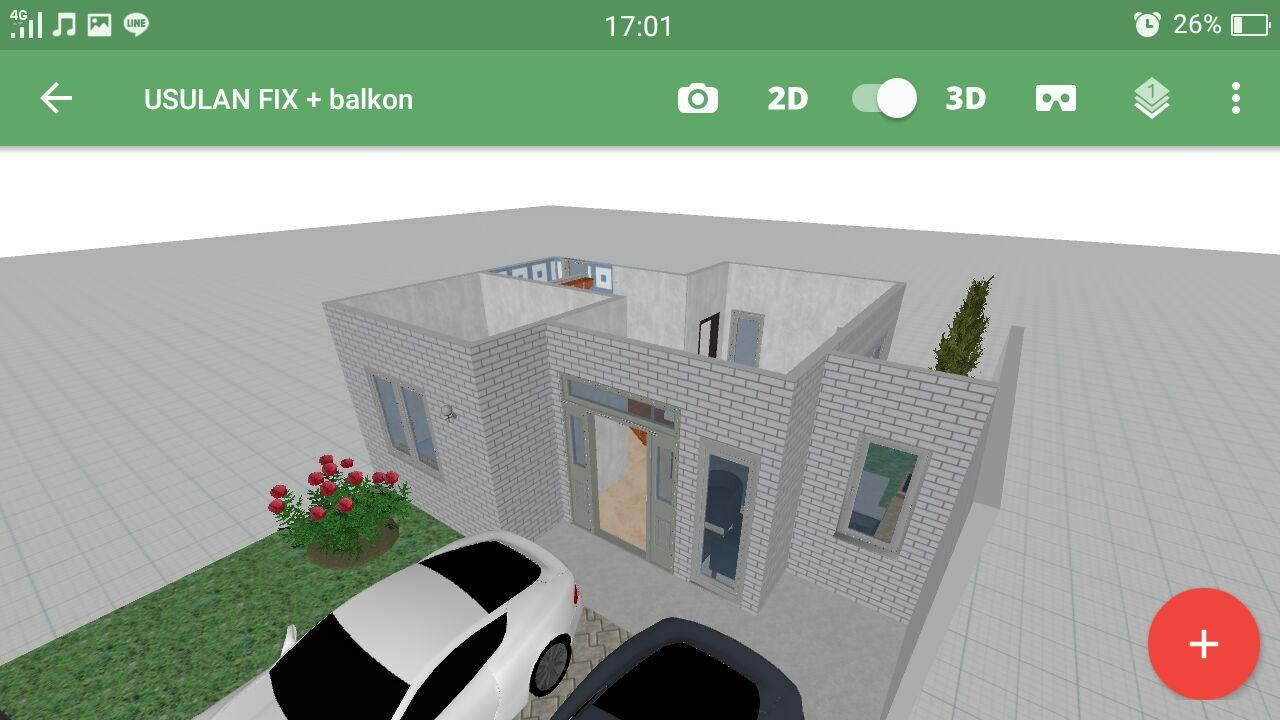 4G LINE 17:01 26%
USULAN FIX + balkon 2D 3D 1